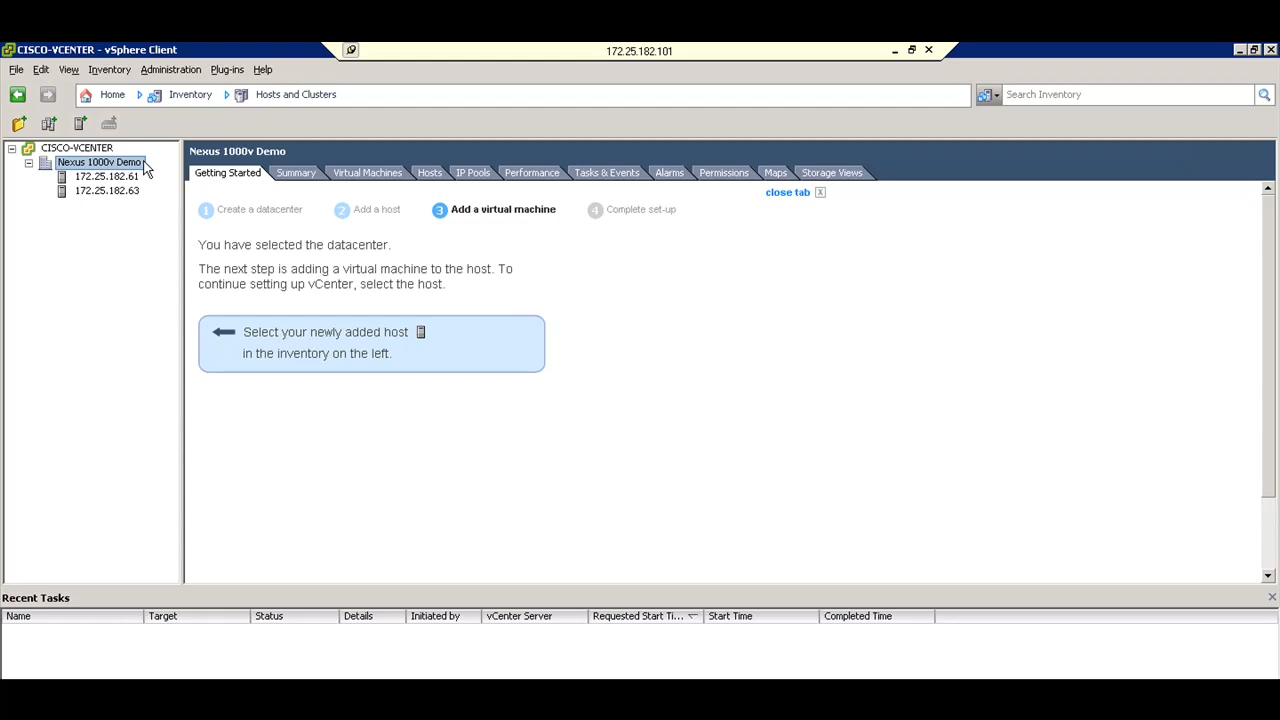 CISCO-VCENTER - vSphere Client
172.25.182.101
File Edit View Inventory Administration Plug-ins Help
Home Inventory Hosts and Clusters
Search Inventory
CISCO-VCENTER
Nexus 1000v Demo
172.25.182.61
172.25.182.63
Nexus 1000v Demo
Getting Started Summary Virtual Machines Hosts IP Pools Performance Tasks & Events Alarms Permissions Maps Storage Views
close tab X
1 Create a datacenter 2 Add a host 3 Add a virtual machine 4 Complete set-up
You have selected the datacenter.
The next step is adding a virtual machine to the host. To
continue setting up vCenter, select the host.
Select your newly added host
in the inventory on the left.
Recent Tasks
Name Target Status Details Initiated by vCenter Server Requested Start Ti... Start Time Completed Time